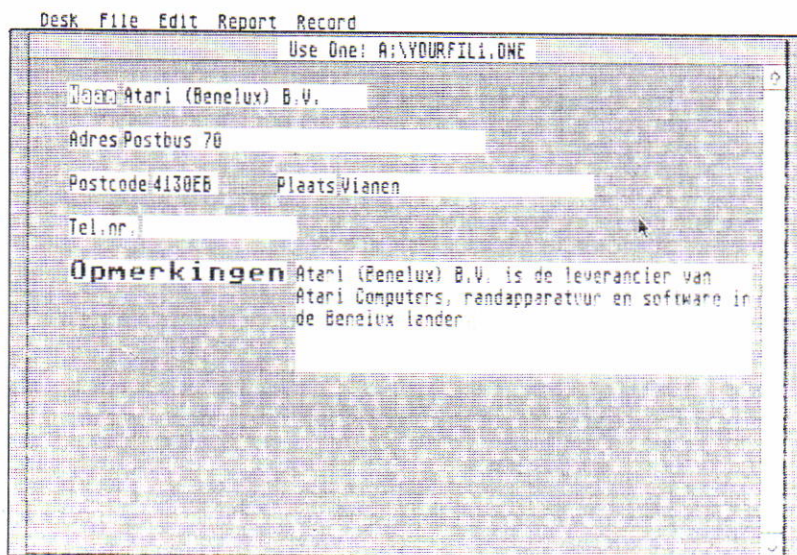 Desk File Edit Report Record
Use One: A:\YOURFIL1.ONE
Naam Atari (Benelux) B.V.
Adres Postbus 70
Postcode 4130EB Plaats Vianen
Tel.nr.
Opmerkingen Atari (Benelux) B.V. is de leverancier van
Atari Computers, randapparatuur en software in
de Benelux landen